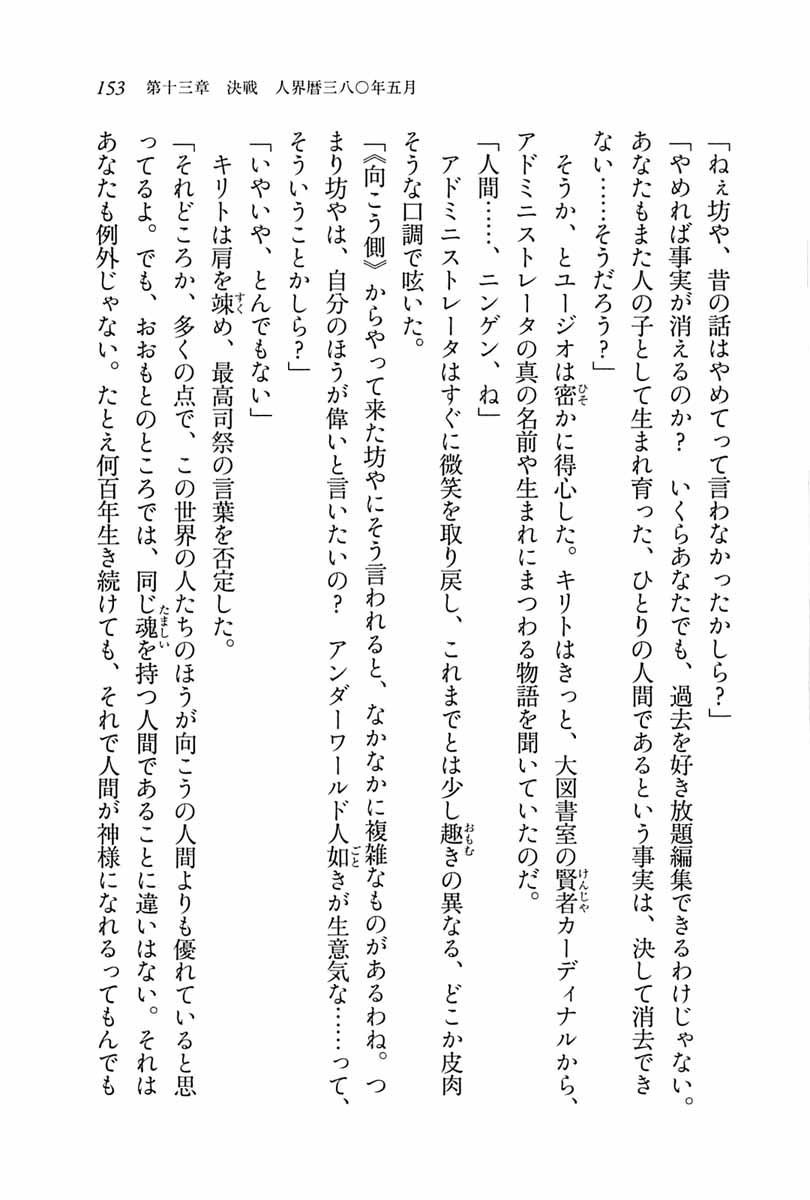 153 第十三章 決戦 人界暦三八〇年五月
「ねぇ坊や、昔の話はやめてって言わなかったかしら?」
「やめれば事実が消えるのか? いくらあなたでも、過去を好き放題編集できるわけじゃない。
あなたもまた人の子として生まれ育った、ひとりの人間であるという事実は、決して消去でき
ない……そうだろう?」
そうか、とユージオは密かに得心した。キリトはきっと、大図書室の賢者カーディナルから、
アドミニストレータの真の名前や生まれにまつわる物語を聞いていたのだ。
「人間……、ニンゲン、ね」
アドミニストレータはすぐに微笑を取り戻し、これまでとは少し趣きの異なる、どこか皮肉
そうな口調で呟いた。
「《向こう側》からやって来た坊やにそう言われると、なかなかに複雑なものがあるわね。つ
まり坊やは、自分のほうが偉いと言いたいの? アンダーワールド人如きが生意気な……って、
そういうことかしら?」
「いやいや、とんでもない」
キリトは肩を竦め、最高司祭の言葉を否定した。
「それどころか、多くの点で、この世界の人たちのほうが向こうの人間よりも優れていると思
ってるよ。でも、おおもとのところでは、同じ魂を持つ人間であることに違いはない。それは
あなたも例外じゃない。たとえ何百年生き続けても、それで人間が神様になれるってもんでも